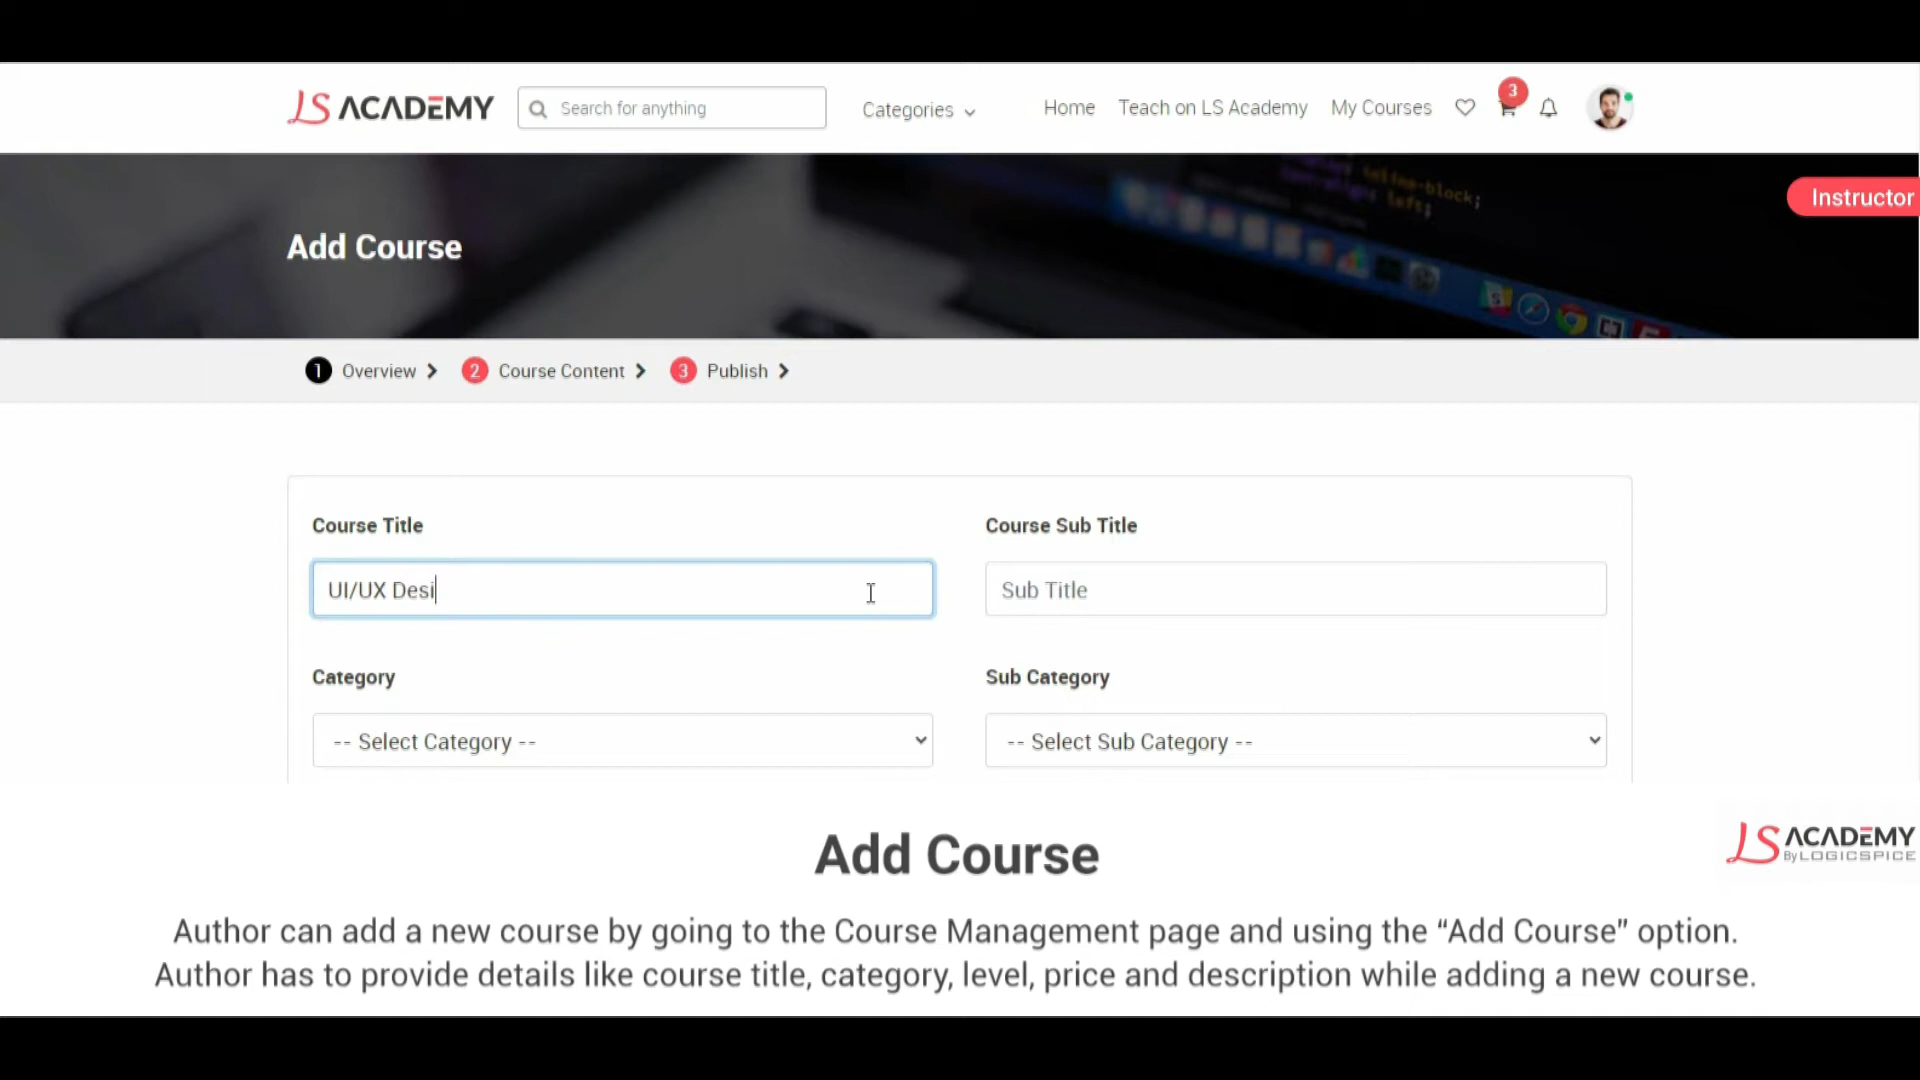 LS ACADEMY
Search for anything
Categories
Home
Teach on LS Academy
My Courses
3
inline-block;
left;
Instructor
Add Course
1 Overview
2 Course Content
3 Publish
Course Title
Course Sub Title
UI/UX Desi
Sub Title
Category
Sub Category
-- Select Category --
-- Select Sub Category --
Add Course
LS ACADEMY
By LOGICSPICE
Author can add a new course by going to the Course Management page and using the “Add Course” option.
Author has to provide details like course title, category, level, price and description while adding a new course.